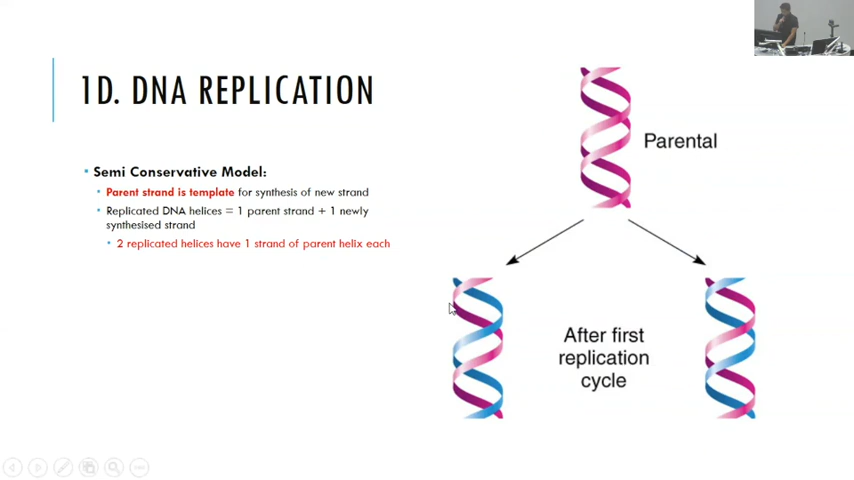 1D. DNA REPLICATION
Semi Conservative Model:
Parent strand is template for synthesis of new strand
Replicated DNA helices = 1 parent strand + 1 newly
synthesised strand
2 replicated helices have 1 strand of parent helix each
Parental
After first
replication
cycle